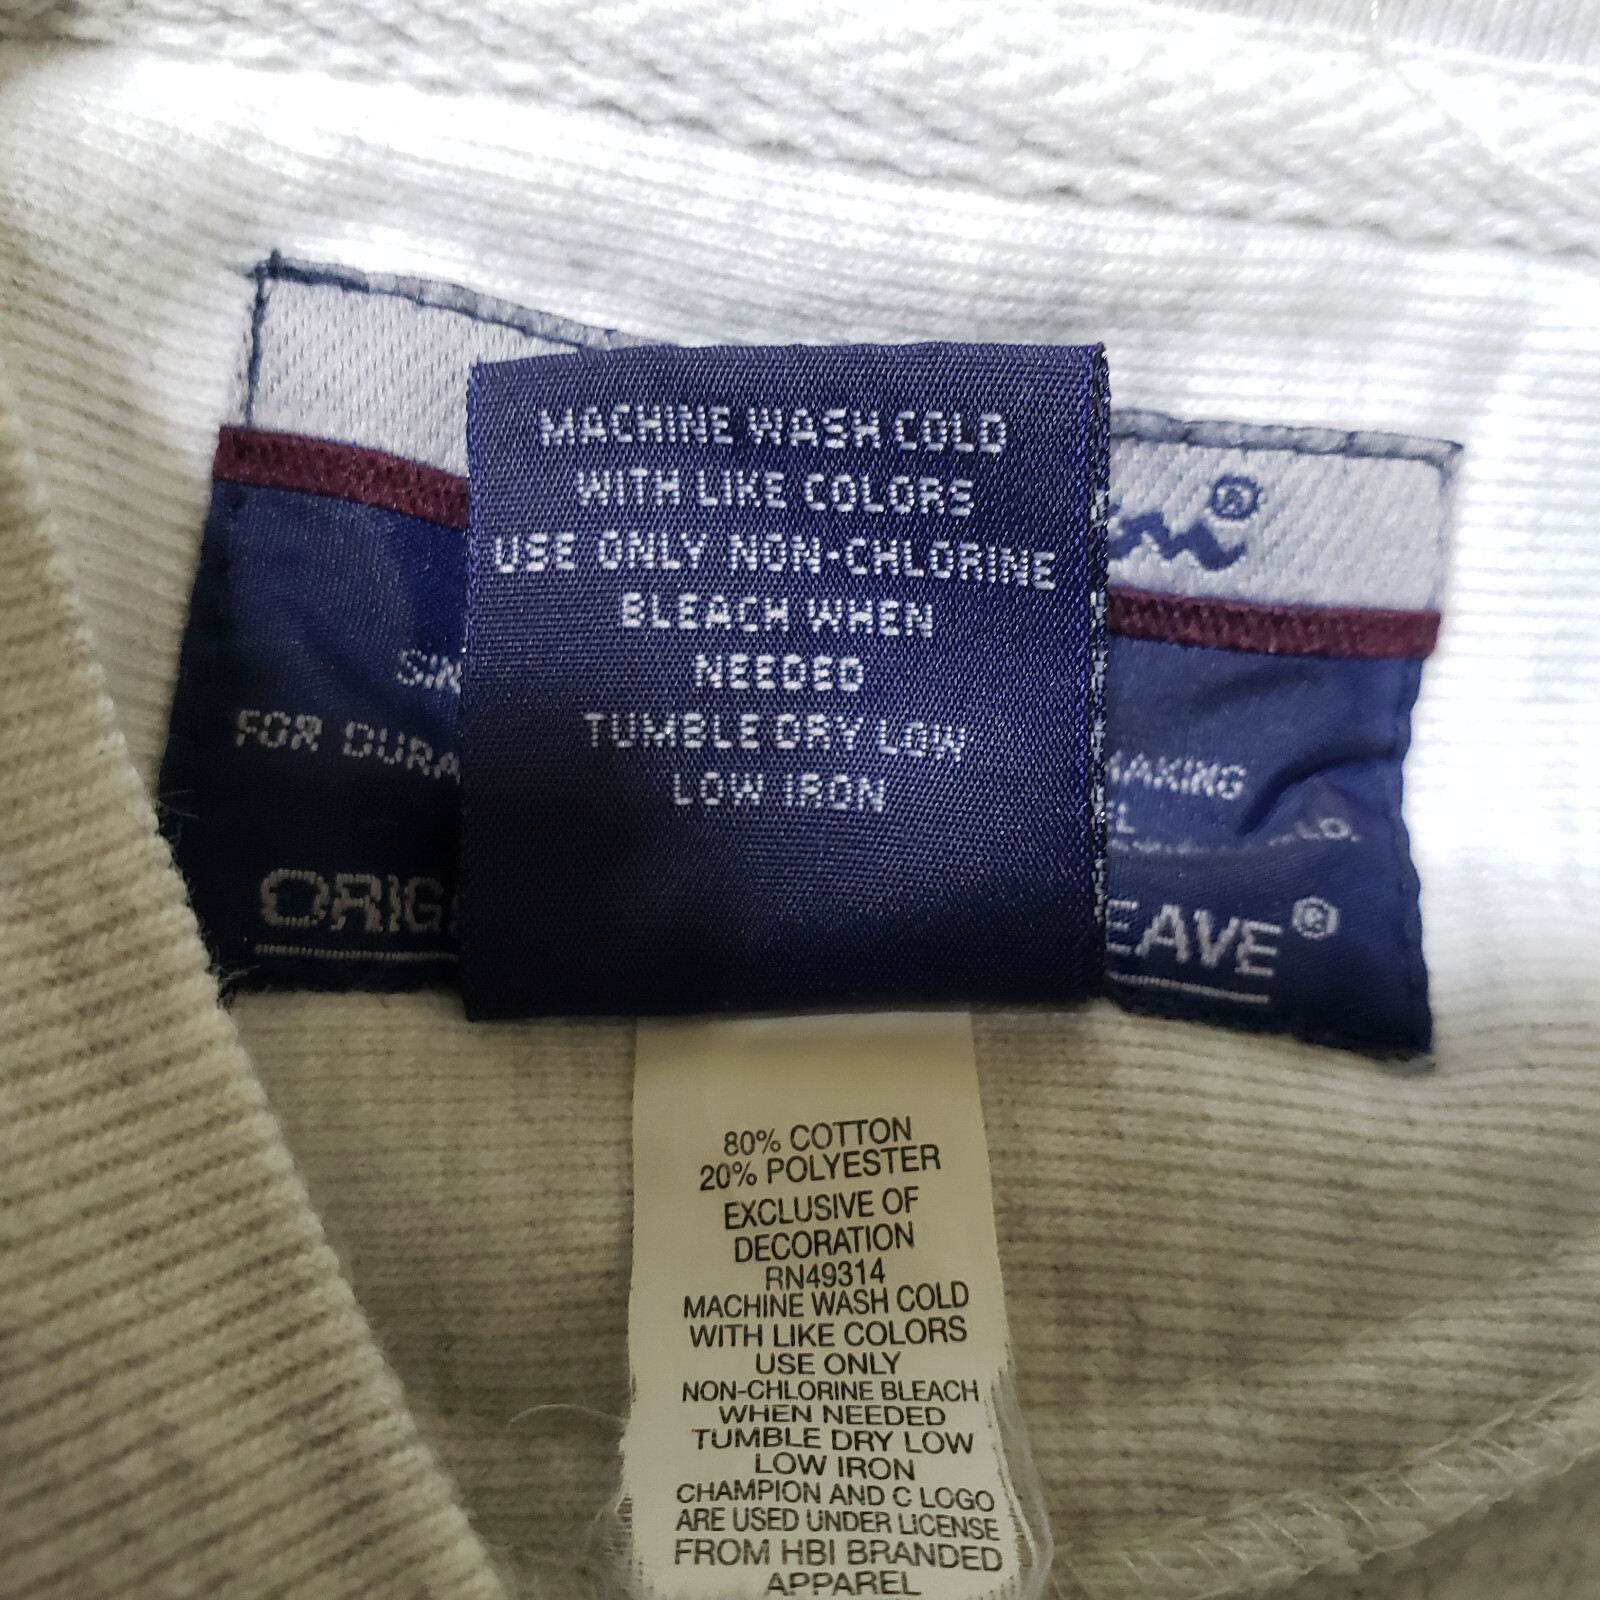 MACHINE WASH COLD
WITH LIKE COLORS
USE ONLY NON-CHLORINE
BLEACH WHEN
NEEDED
TUMBLE DRY LOW
LOW IRON
FOR DURA
ORIG
EAVE®
80% COTTON
20% POLYESTER
EXCLUSIVE OF
DECORATION
RN49314
MACHINE WASH COLD
WITH LIKE COLORS
USE ONLY
NON-CHLORINE BLEACH
WHEN NEEDED
TUMBLE DRY LOW
LOW IRON
CHAMPION AND C LOGO
ARE USED UNDER LICENSE
FROM HBI BRANDED
APPAREL